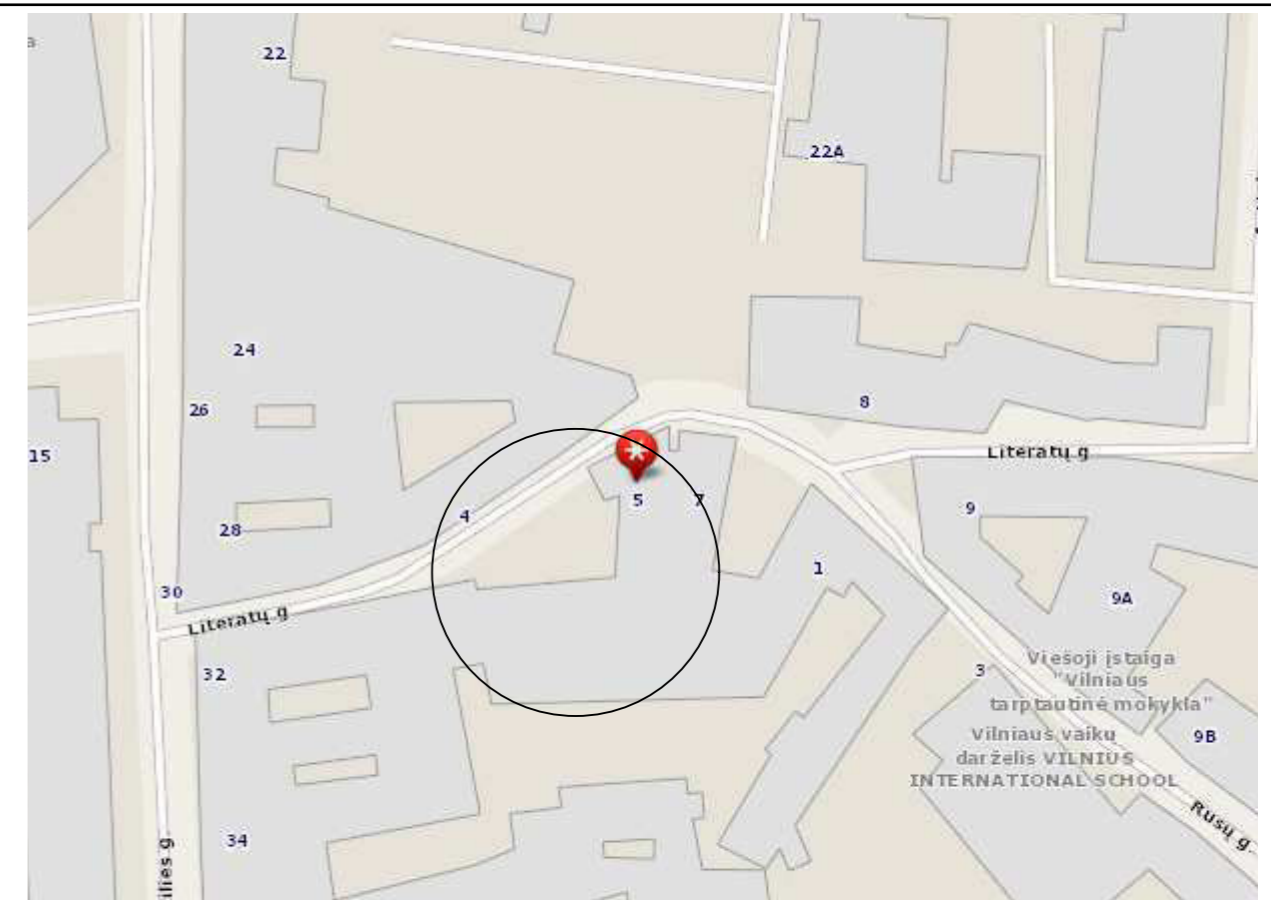 22
22A
24
26
8
15
Literatų g.
5
7
9
4
28
1
30
9A
Literatų g.
32
3
Viešoji įstaiga
"Vilniaus
tarptautinė mokykla"
Vilniaus vaikų
darželis VILNIUS
INTERNATIONAL SCHOOL
9B
Rusų g.
34
ilies g.